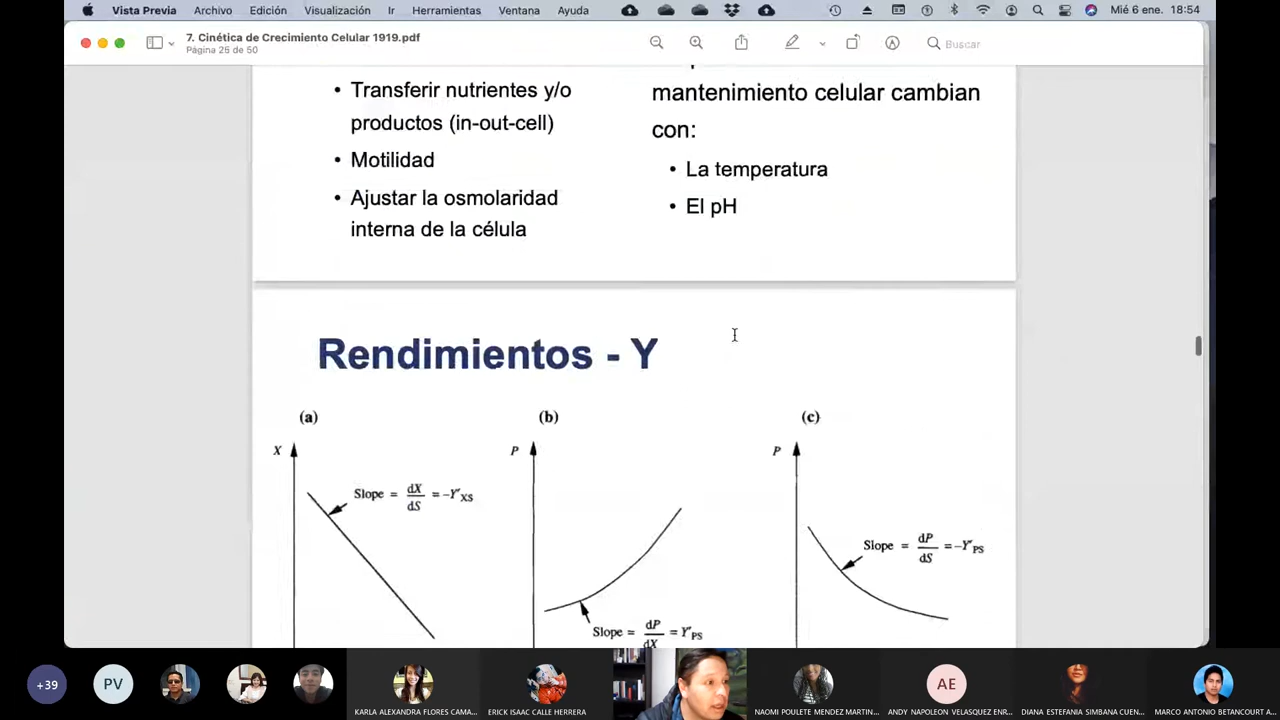 Vista Previa Archivo Edición Visualización Ir Herramientas Ventana Ayuda Mié 6 ene. 18:54
7. Cinética de Crecimiento Celular 1919.pdf
Página 26 de 50
Buscar
• Transferir nutrientes y/o
productos (in-out-cell)
• Motilidad
• Ajustar la osmolaridad
interna de la célula
mantenimiento celular cambian
con:
• La temperatura
• El pH
Rendimientos - Y
(a) (b) (c)
X P P
Slope = dX/dS = -Y'XS
Slope = dP/dX = Y'PS
Slope = dP/dS = -Y'PS
+39
PV
KARLA ALEXANDRA FLORES CAMA...
ERICK ISAAC CALLE HERRERA
NAOMI POULETE MENDEZ MARTIN...
AE
ANDY NAPOLEON VELASQUEZ ENR...
DIANA ESTEFANIA SIMBANA CUEN...
MARCO ANTONIO BETANCOURT A...